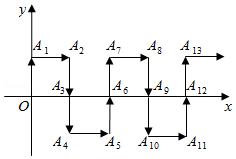 y
A₁ A₂ A₇ A₈ A₁₃
O A₃ A₆ A₉ A₁₂ x
A₄ A₅ A₁₀ A₁₁